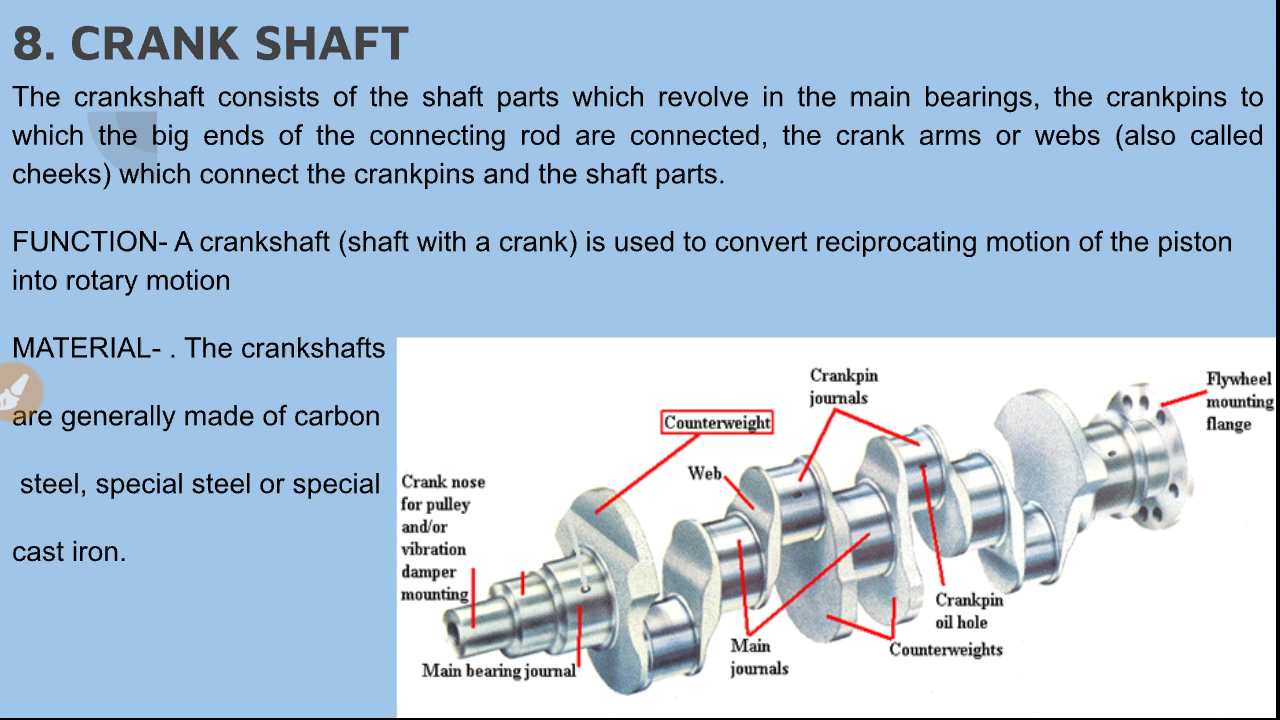 8. CRANK SHAFT
The crankshaft consists of the shaft parts which revolve in the main bearings, the crankpins to
which the big ends of the connecting rod are connected, the crank arms or webs (also called
cheeks) which connect the crankpins and the shaft parts.
FUNCTION- A crankshaft (shaft with a crank) is used to convert reciprocating motion of the piston
into rotary motion
MATERIAL- . The crankshafts
are generally made of carbon
steel, special steel or special
cast iron.
Crankpin
journals
Flywheel
mounting
flange
Counterweight
Web
Crank nose
for pulley
and/or
vibration
damper
mounting
Crankpin
oil hole
Main
journals
Counterweights
Main bearing journal